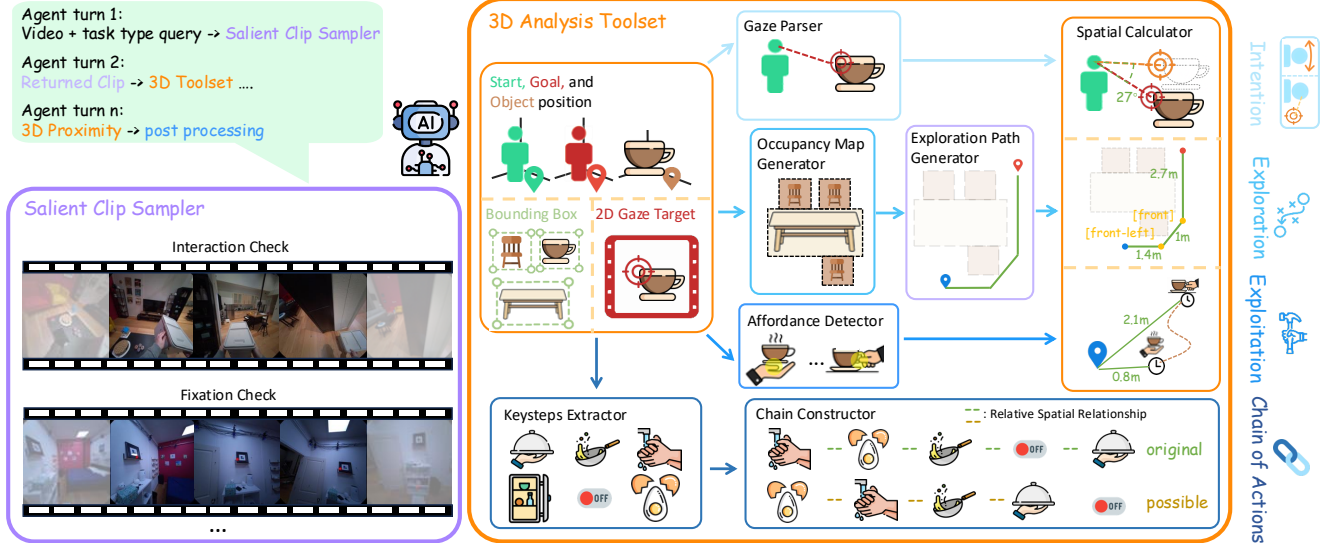 Agent turn 1:
Video + task type query -> Salient Clip Sampler
Agent turn 2:
Returned Clip -> 3D Toolset ....
Agent turn n:
3D Proximity -> post processing
AI
Salient Clip Sampler
Interaction Check
Fixation Check
...
3D Analysis Toolset
Start, Goal, and
Object position
Bounding Box
2D Gaze Target
Gaze Parser
Occupancy Map
Generator
Exploration Path
Generator
Affordance Detector
...
Spatial Calculator
27°
2.7m
[front]
[front-left]
1m
1.4m
2.1m
0.8m
Keysteps Extractor
OFF
Chain Constructor
: Relative Spatial Relationship
OFF
original
OFF
possible
Intention
Exploration
Exploitation
Chain of Actions